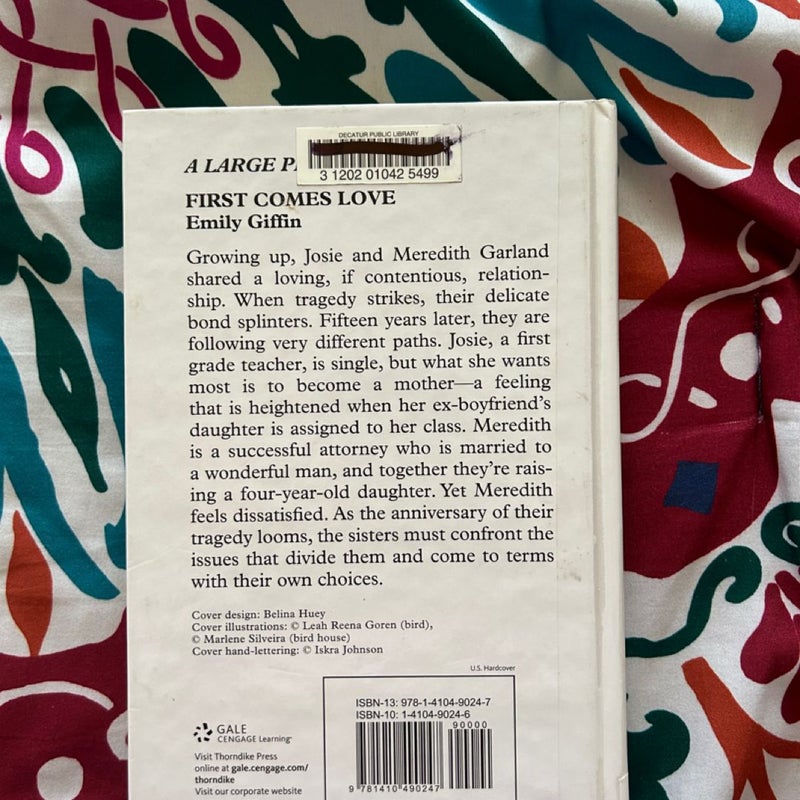 DECATUR PUBLIC LIBRARY
3 1202 01042 5499
A LARGE
FIRST COMES LOVE
Emily Giffin
Growing up, Josie and Meredith Garland
shared a loving, if contentious, relation-
ship. When tragedy strikes, their delicate
bond splinters. Fifteen years later, they are
following very different paths. Josie, a first
grade teacher, is single, but what she wants
most is to become a mother—a feeling
that is heightened when her ex-boyfriend's
daughter is assigned to her class. Meredith
is a successful attorney who is married to
a wonderful man, and together they're rais-
ing a four-year-old daughter. Yet Meredith
feels dissatisfied. As the anniversary of their
tragedy looms, the sisters must confront the
issues that divide them and come to terms
with their own choices.
Cover design: Belina Huey
Cover illustrations: © Leah Reena Goren (bird),
© Marlene Silveira (bird house)
Cover hand-lettering: © Iskra Johnson
U.S. Hardcover
ISBN-13: 978-1-4104-9024-7
ISBN-10: 1-4104-9024-6
90000
9 781410 490247
GALE
CENGAGE Learning·
Visit Thorndike Press
online at gale.cengage.com/
thorndike
Visit our corporate website